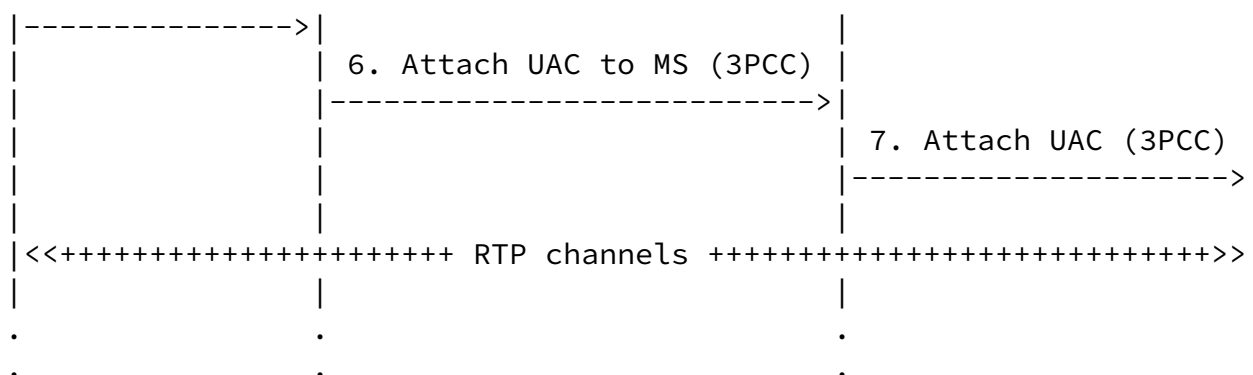 |--------------->|                            |
|                | 6. Attach UAC to MS (3PCC) |
|                |--------------------------->|
|                |                            | 7. Attach UAC (3PCC)
|                |                            |--------------------->
|                |                            |
|<<++++++++++++++++++++++ RTP channels ++++++++++++++++++++++++++++>>
|                |                            |
.                .                            .
.                .                            .